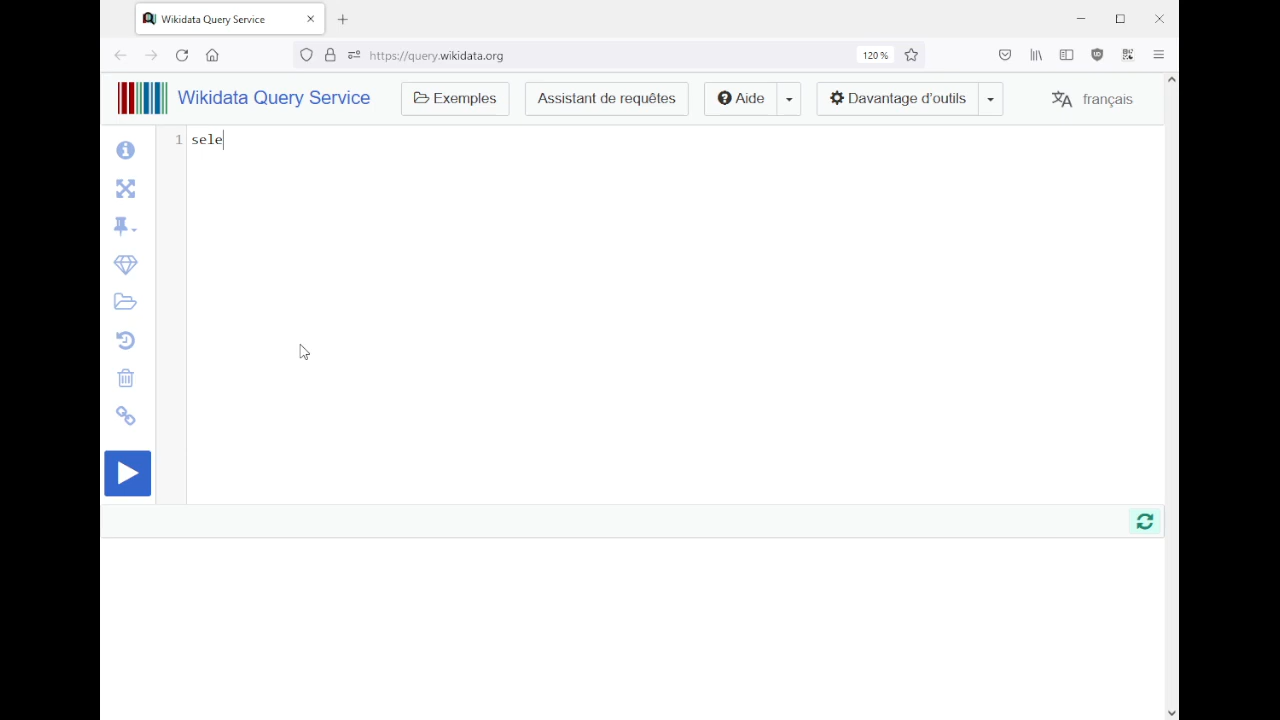 Wikidata Query Service
https://query.wikidata.org
120 %
Wikidata Query Service
Exemples
Assistant de requêtes
Aide
Davantage d'outils
français
1 sele